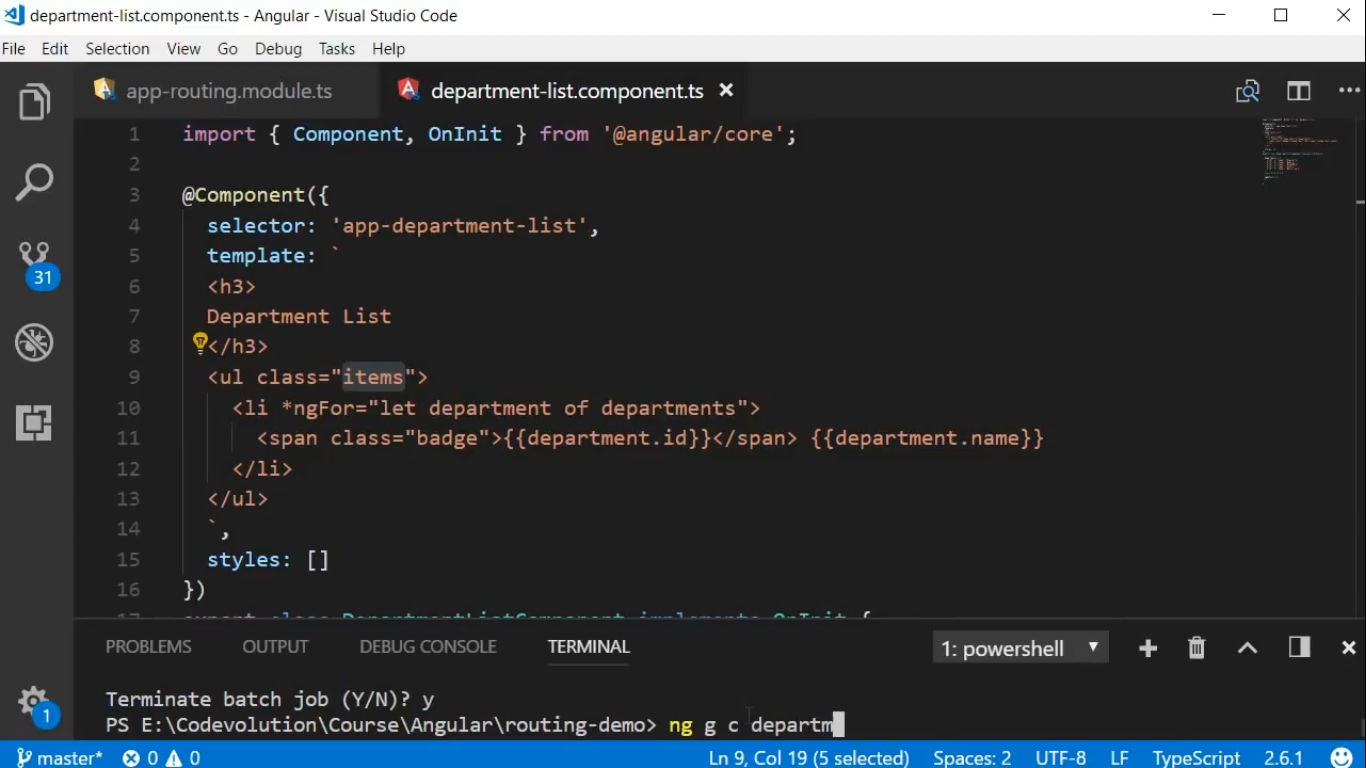 department-list.component.ts - Angular - Visual Studio Code
File Edit Selection View Go Debug Tasks Help
app-routing.module.ts department-list.component.ts
1 import { Component, OnInit } from '@angular/core';
2
3 @Component({
4 selector: 'app-department-list',
5 template: `
6 <h3>
7 Department List
8 </h3>
9 <ul class="items">
10 <li *ngFor="let department of departments">
11 <span class="badge">{{department.id}}</span> {{department.name}}
12 </li>
13 </ul>
14 `,
15 styles: []
16 })
17 export class DepartmentListComponent implements OnInit {
31
PROBLEMS OUTPUT DEBUG CONSOLE TERMINAL 1: powershell
Terminate batch job (Y/N)? y
PS E:\Codevolution\Course\Angular\routing-demo> ng g c departm
1
master* 0 0 Ln 9, Col 19 (5 selected) Spaces: 2 UTF-8 LF TypeScript 2.6.1